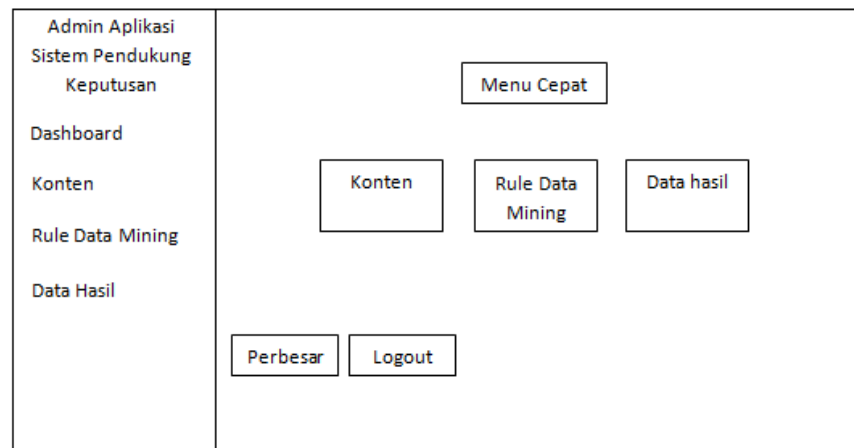 Admin Aplikasi
Sistem Pendukung
Keputusan
Dashboard
Konten
Rule Data Mining
Data Hasil
Menu Cepat
Konten
Rule Data
Mining
Data hasil
Perbesar
Logout